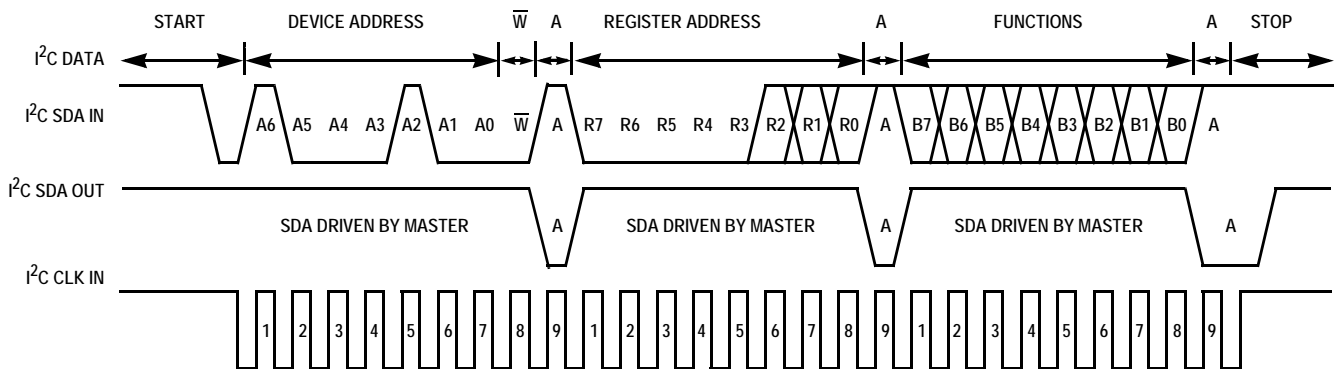 START DEVICE ADDRESS W̅ A REGISTER ADDRESS A FUNCTIONS A STOP
I²C DATA
I²C SDA IN A6 A5 A4 A3 A2 A1 A0 W̅ A R7 R6 R5 R4 R3 R2 R1 R0 A B7 B6 B5 B4 B3 B2 B1 B0 A
I²C SDA OUT
SDA DRIVEN BY MASTER A SDA DRIVEN BY MASTER A SDA DRIVEN BY MASTER A
I²C CLK IN
1 2 3 4 5 6 7 8 9 1 2 3 4 5 6 7 8 9 1 2 3 4 5 6 7 8 9